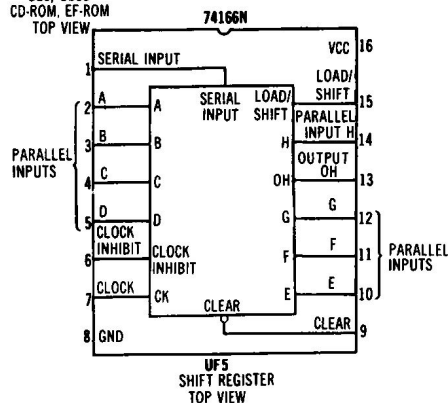 CD-ROM, EF-ROM
TOP VIEW
74166N
VCC 16
1 SERIAL INPUT
SERIAL INPUT
LOAD/ SHIFT
LOAD/ SHIFT 15
2 A
A
H
PARALLEL INPUT H 14
3 B
B
PARALLEL INPUTS
OH
OUTPUT OH 13
4 C
C
G
G 12
5 D
D
F
F 11
PARALLEL INPUTS
6 CLOCK INHIBIT
CLOCK INHIBIT
E
E 10
7 CLOCK
CK
CLEAR
CLEAR 9
8 GND
UF5
SHIFT REGISTER
TOP VIEW